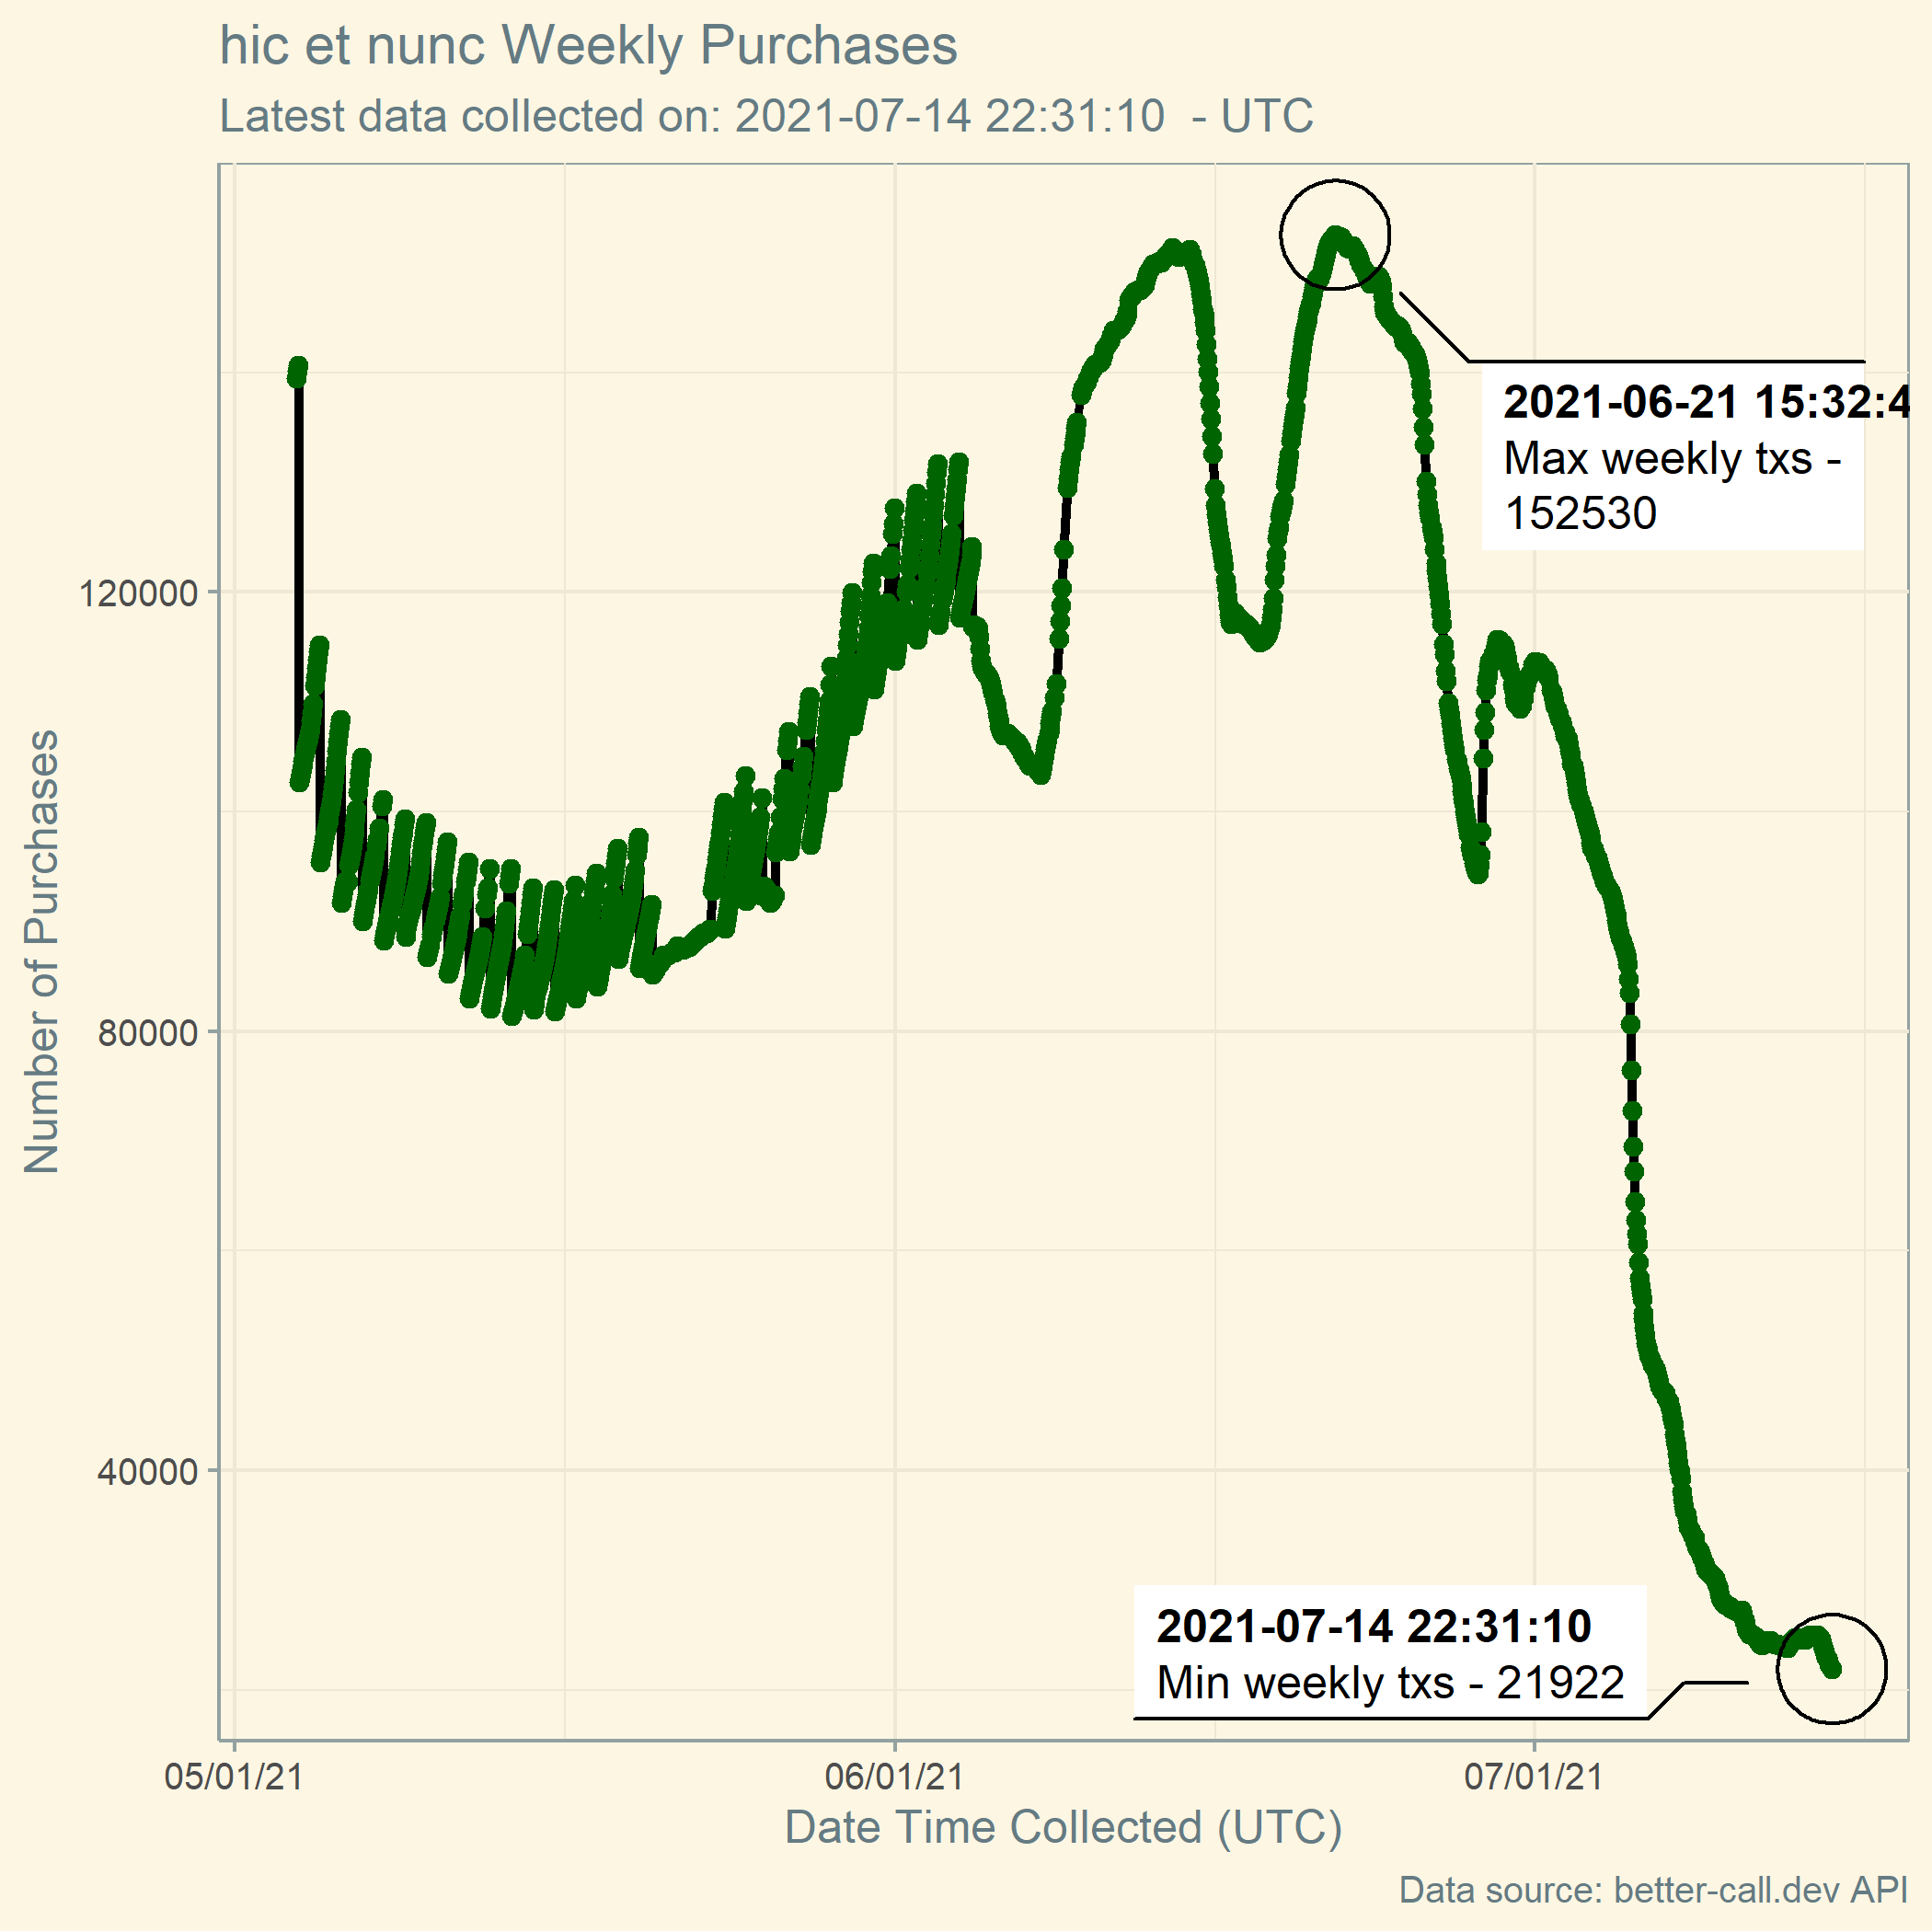 hic et nunc Weekly Purchases
Latest data collected on: 2021-07-14 22:31:10 - UTC
Number of Purchases
120000
80000
40000
2021-06-21 15:32:4
Max weekly txs -
152530
2021-07-14 22:31:10
Min weekly txs - 21922
05/01/21
06/01/21
07/01/21
Date Time Collected (UTC)
Data source: better-call.dev API